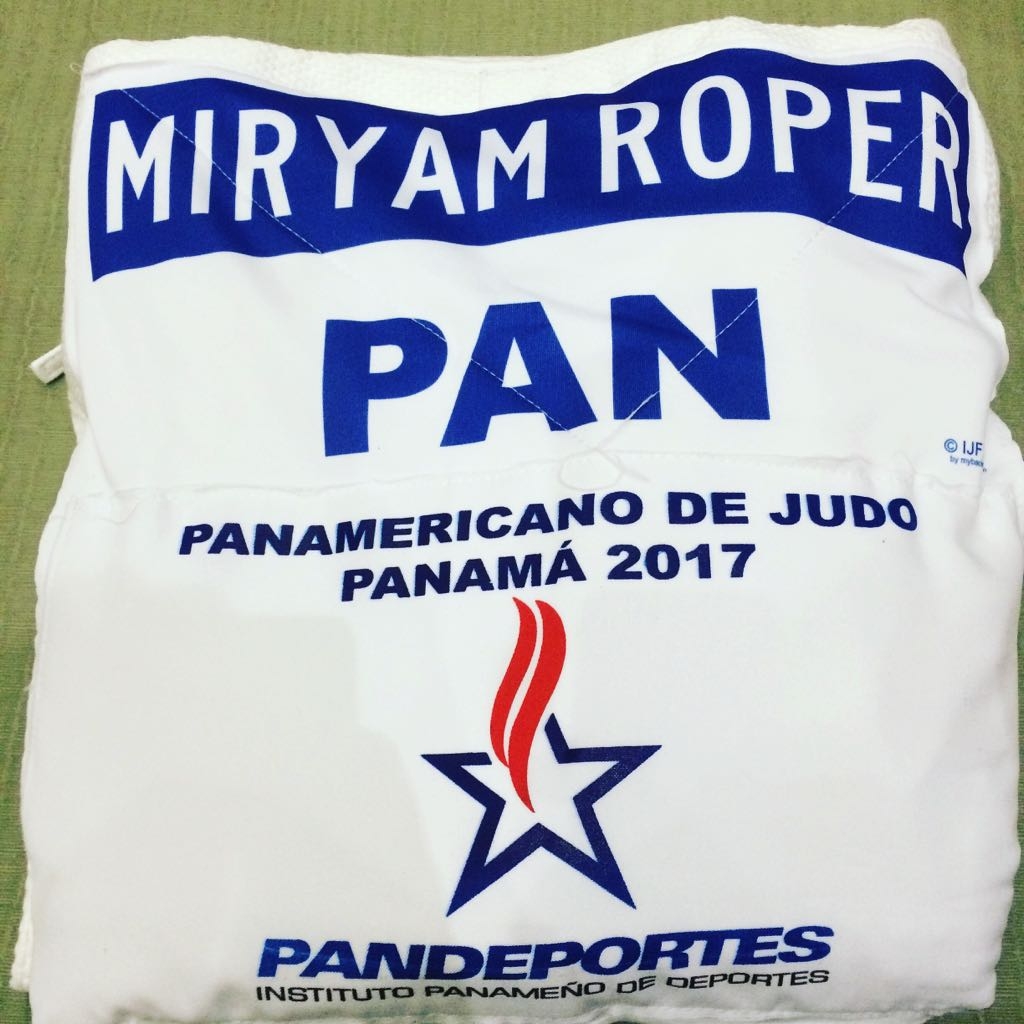 MIRYAM ROPER
PAN
© IJF
PANAMERICANO DE JUDO
PANAMÁ 2017
PANDEPORTES
INSTITUTO PANAMEÑO DE DEPORTES